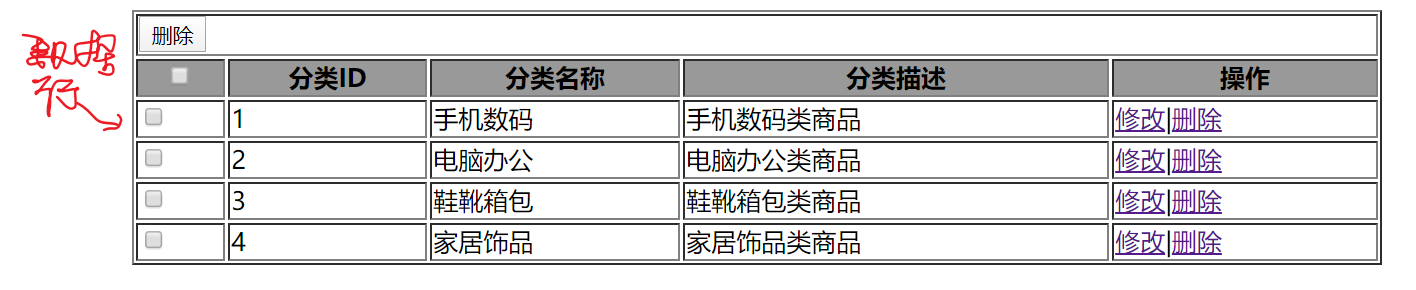 删除
数据
行
分类ID 分类名称 分类描述 操作
1 手机数码 手机数码类商品 修改|删除
2 电脑办公 电脑办公类商品 修改|删除
3 鞋靴箱包 鞋靴箱包类商品 修改|删除
4 家居饰品 家居饰品类商品 修改|删除